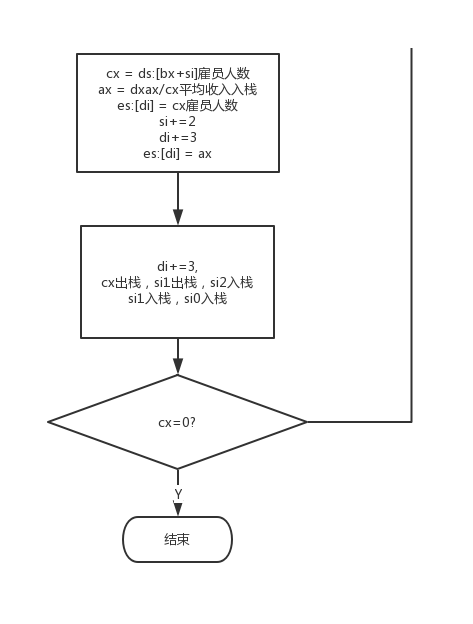 cx = ds:[bx+si]雇员人数
ax = dxax/cx平均收入入栈
es:[di] = cx雇员人数
si+=2
di+=3
es:[di] = ax
di+=3,
cx出栈，si1出栈，si2入栈
si1入栈，si0入栈
cx=0?
Y
结束